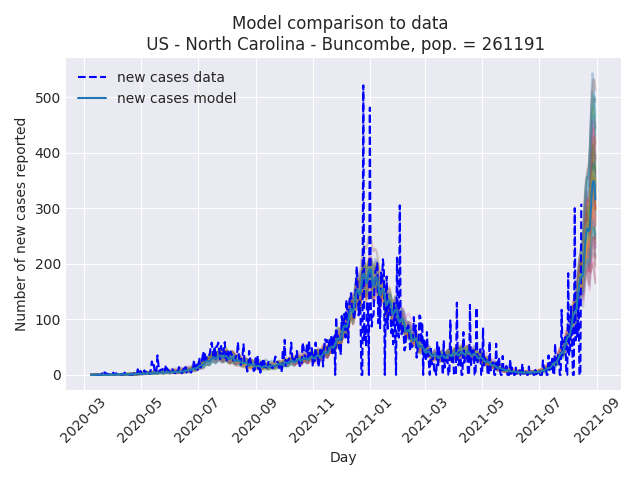 Model comparison to data
US - North Carolina - Buncombe, pop. = 261191
new cases data
new cases model
Number of new cases reported
500
400
300
200
100
0
2020-03
2020-05
2020-07
2020-09
2020-11
2021-01
2021-03
2021-05
2021-07
2021-09
Day